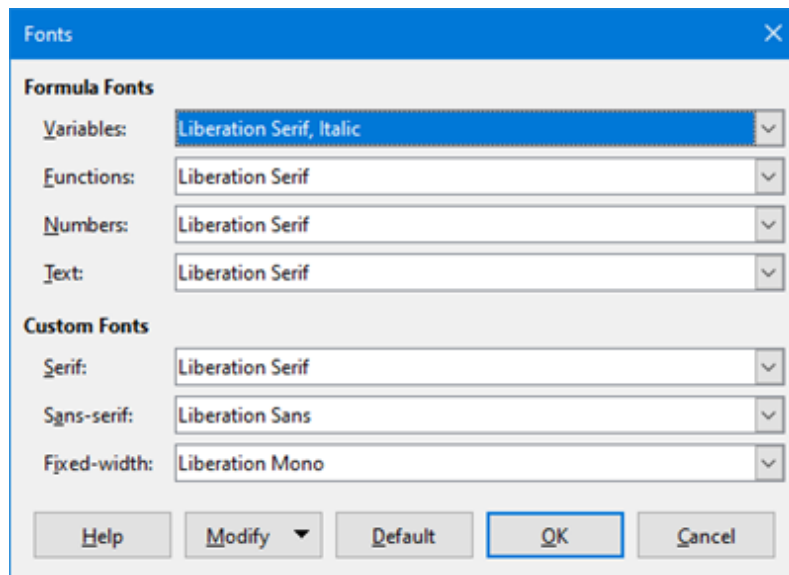 Fonts
Formula Fonts
Variables: Liberation Serif, Italic
Functions: Liberation Serif
Numbers: Liberation Serif
Text: Liberation Serif
Custom Fonts
Serif: Liberation Serif
Sans-serif: Liberation Sans
Fixed-width: Liberation Mono
Help Modify Default OK Cancel